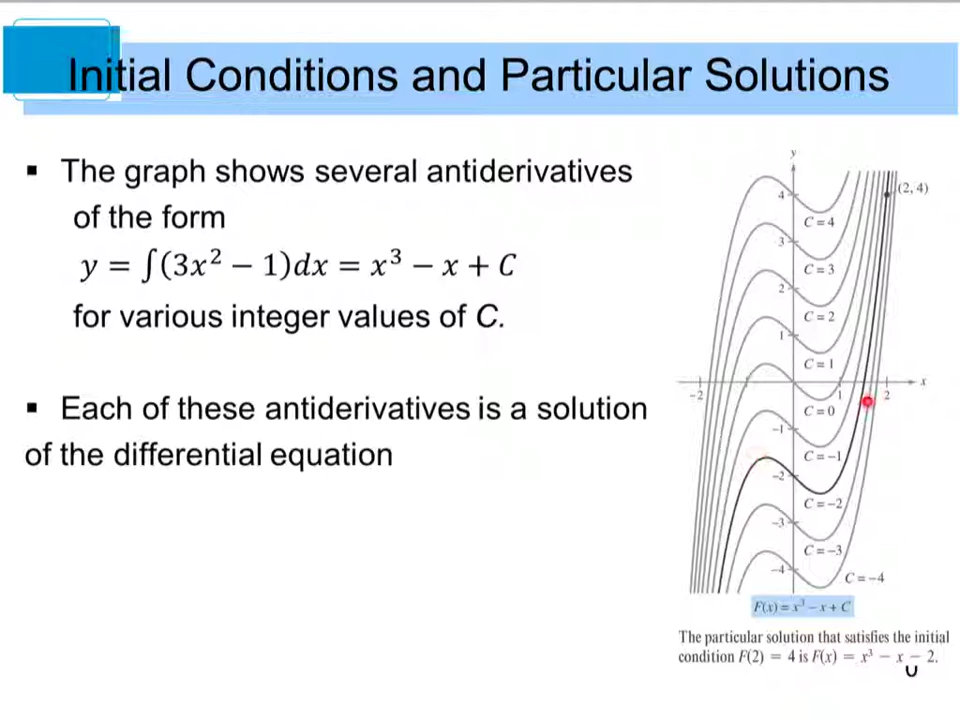 Initial Conditions and Particular Solutions
▪ The graph shows several antiderivatives
of the form
y = ∫(3x² − 1)dx = x³ − x + C
for various integer values of C.
▪ Each of these antiderivatives is a solution
of the differential equation
y
4
(2, 4)
C = 4
3
C = 3
2
C = 2
1
C = 1
x
−2
1
2
C = 0
−1
C = −1
−2
C = −2
−3
C = −3
−4
C = −4
F(x) = x³ − x + C
The particular solution that satisfies the initial
condition F(2) = 4 is F(x) = x³ − x − 2.